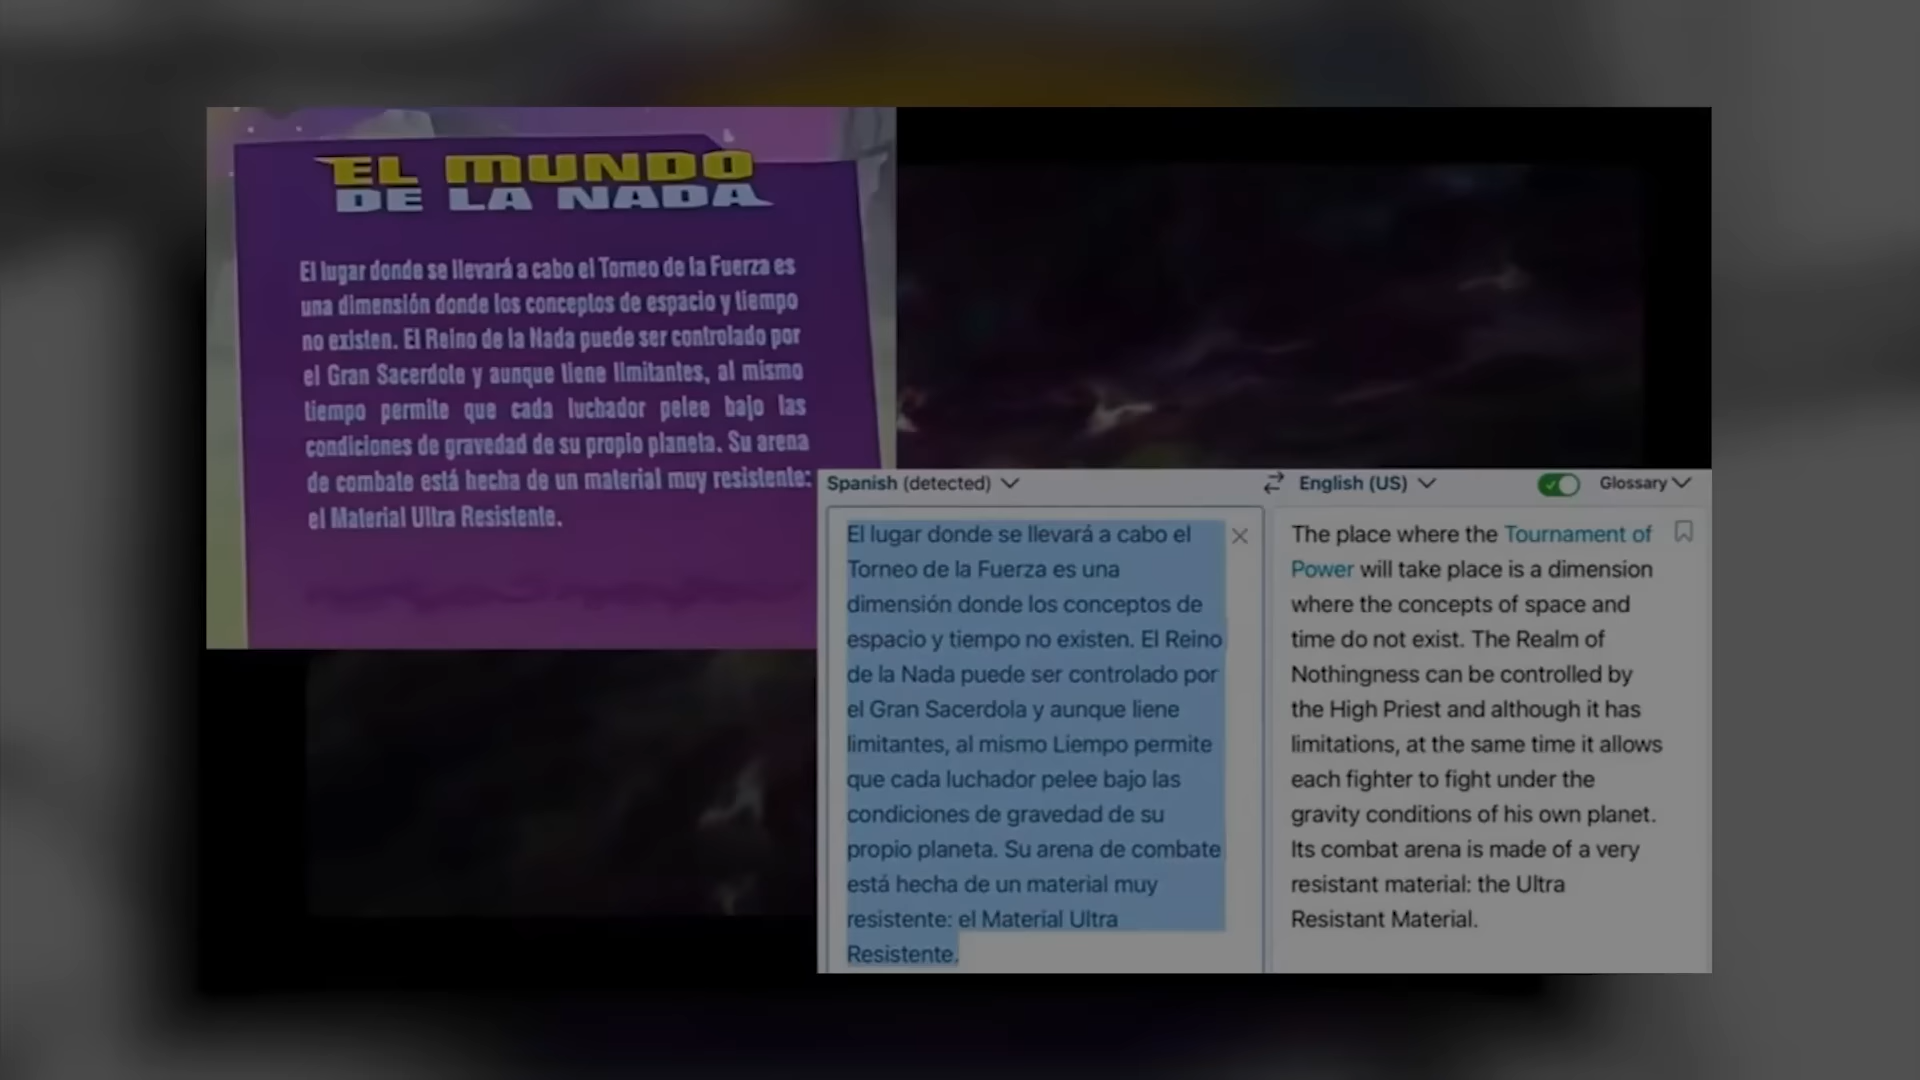 EL MUNDO
DE LA NADA
El lugar donde se llevará a cabo el Torneo de la Fuerza es
una dimensión donde los conceptos de espacio y tiempo
no existen. El Reino de la Nada puede ser controlado por
el Gran Sacerdote y aunque tiene limitantes, al mismo
tiempo permite que cada luchador pelee bajo las
condiciones de gravedad de su propio planeta. Su arena
de combate está hecha de un material muy resistente:
el Material Ultra Resistente.
Spanish (detected)
English (US)
Glossary
El lugar donde se llevará a cabo el
Torneo de la Fuerza es una
dimensión donde los conceptos de
espacio y tiempo no existen. El Reino
de la Nada puede ser controlado por
el Gran Sacerdola y aunque liene
limitantes, al mismo Liempo permite
que cada luchador pelee bajo las
condiciones de gravedad de su
propio planeta. Su arena de combate
está hecha de un material muy
resistente: el Material Ultra
Resistente.
The place where the Tournament of
Power will take place is a dimension
where the concepts of space and
time do not exist. The Realm of
Nothingness can be controlled by
the High Priest and although it has
limitations, at the same time it allows
each fighter to fight under the
gravity conditions of his own planet.
Its combat arena is made of a very
resistant material: the Ultra
Resistant Material.